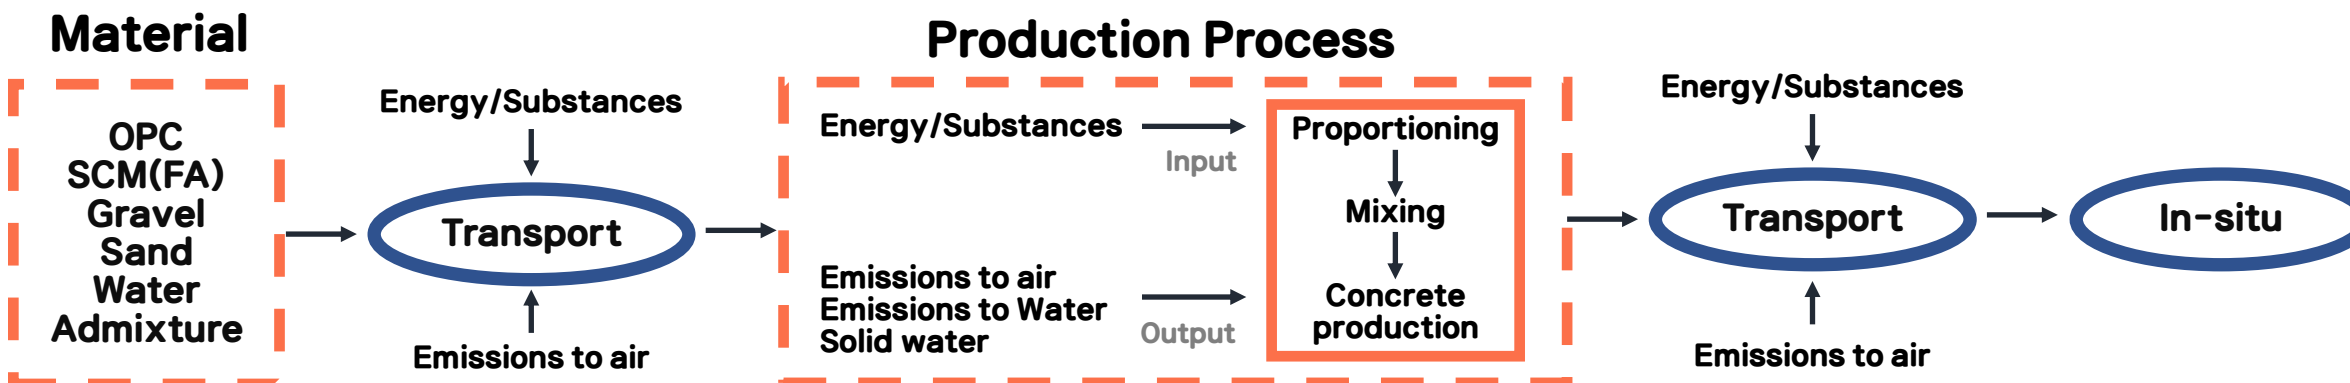 Material
OPC
SCM(FA)
Gravel
Sand
Water
Admixture
Energy/Substances
Transport
Emissions to air
Production Process
Energy/Substances
Input
Emissions to air
Emissions to Water
Solid water
Output
Proportioning
Mixing
Concrete
production
Energy/Substances
Transport
Emissions to air
In-situ